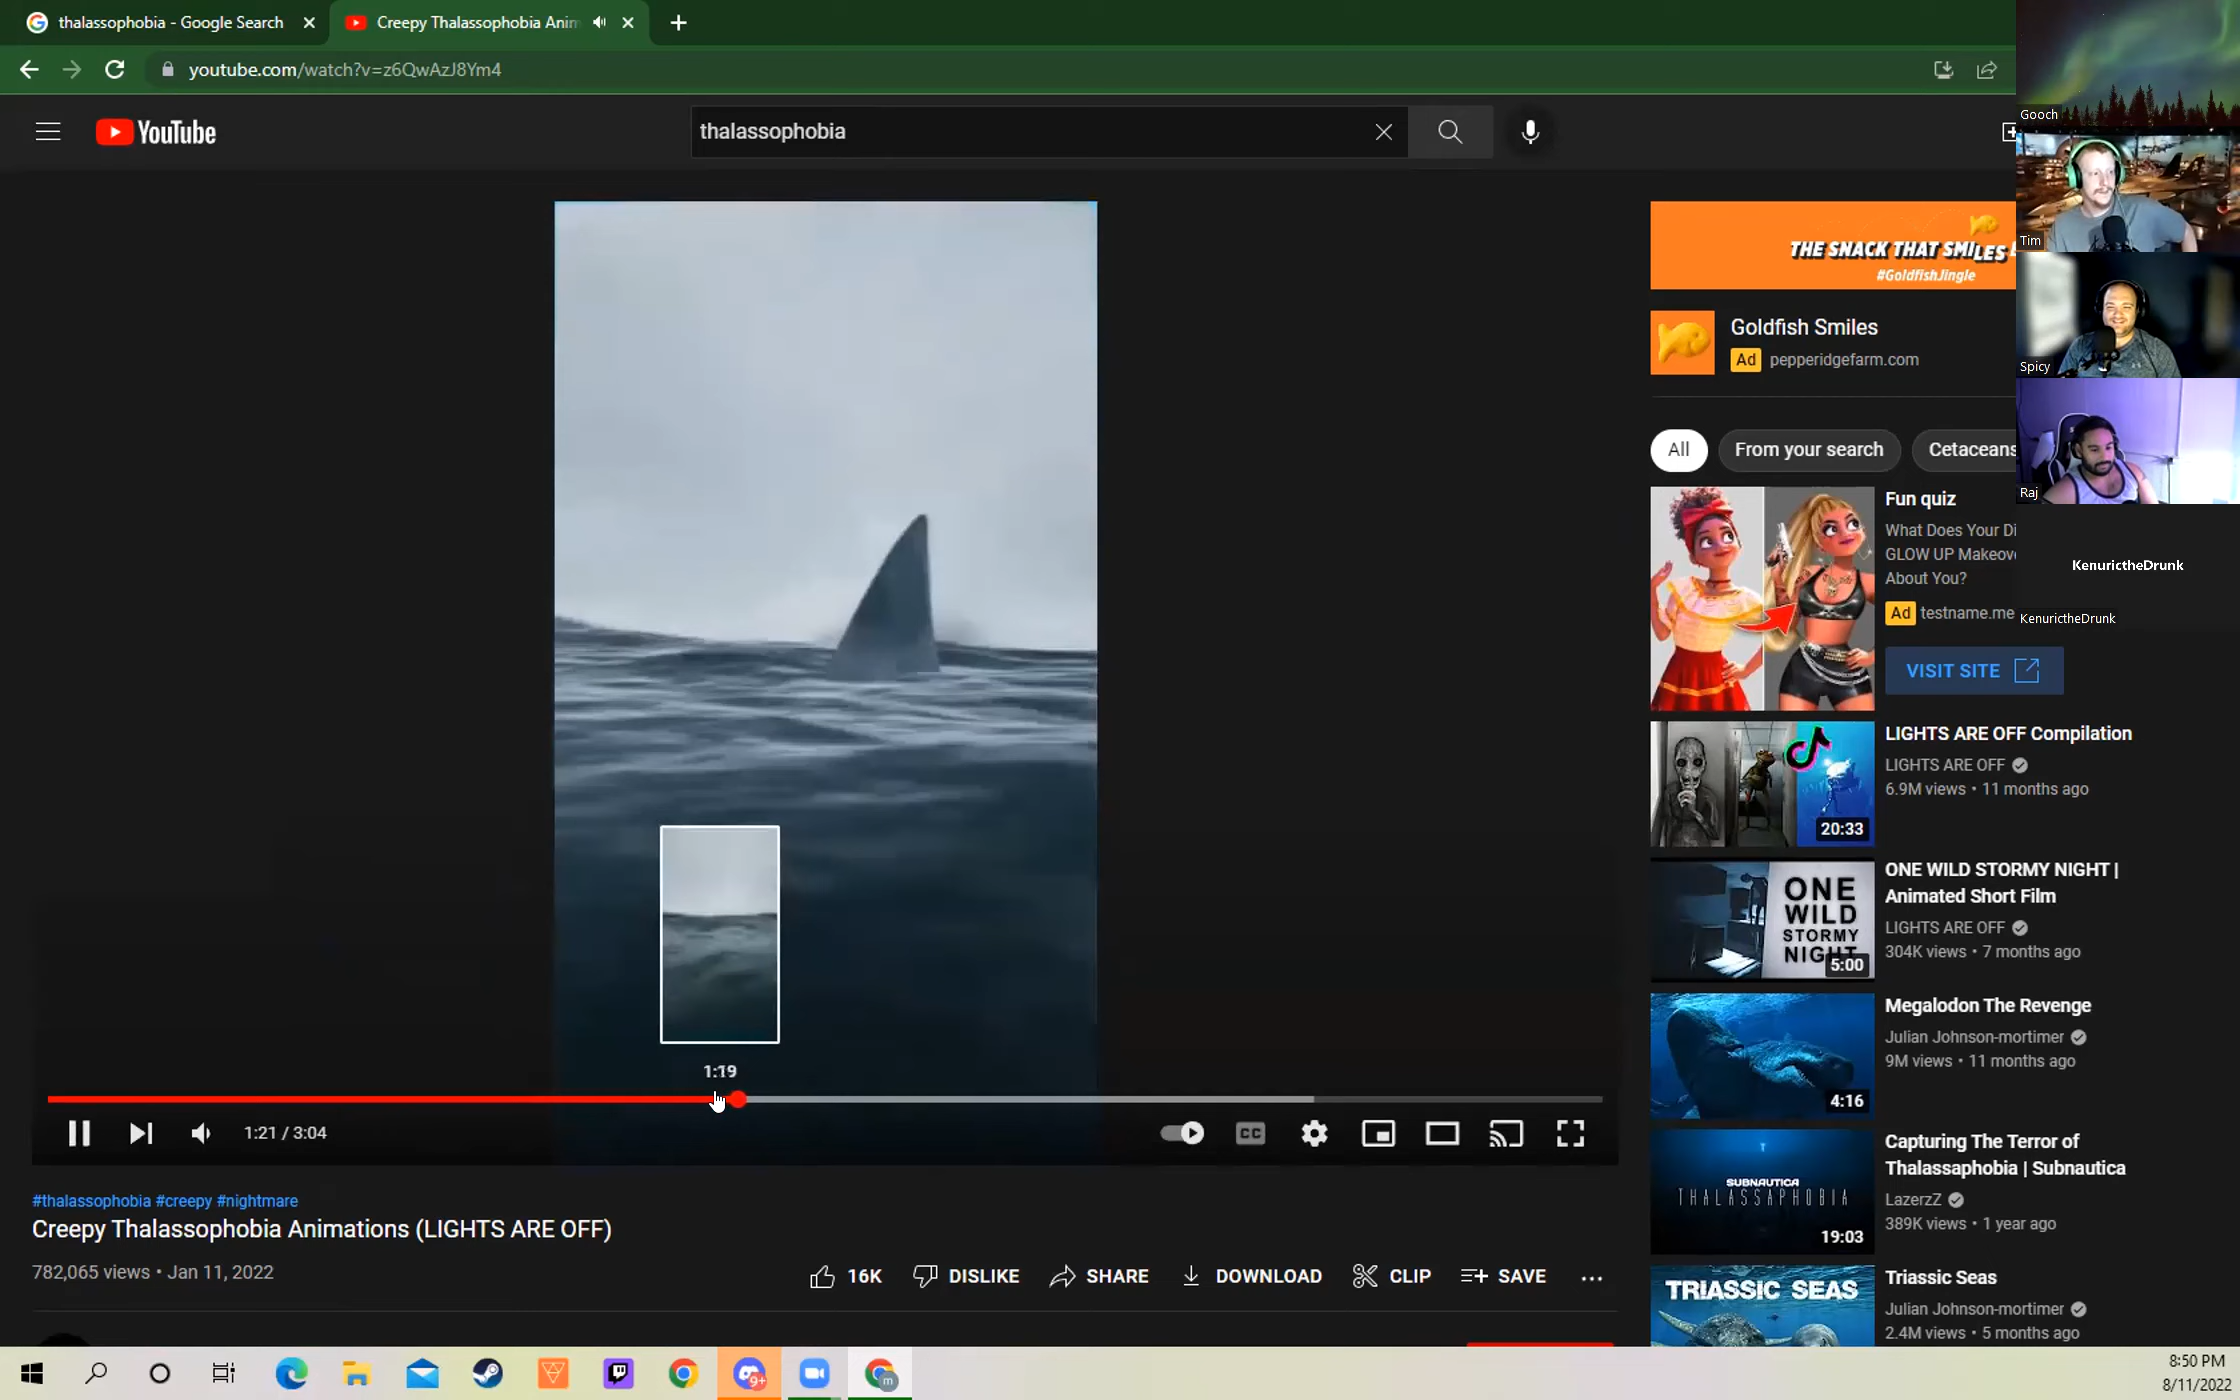 thalassophobia - Google Search
Creepy Thalassophobia Anim
youtube.com/watch?v=z6QwAzJ8Ym4
YouTube
thalassophobia
Gooch
Tim
Spicy
Raj
KenurictheDrunk
KenurictheDrunk
THE SNACK THAT SMILES
#GoldfishJingle
Goldfish Smiles
Ad pepperidgefarm.com
All
From your search
Cetaceans
Fun quiz
What Does Your Di
GLOW UP Makeov
About You?
Ad testname.me
VISIT SITE
20:33
LIGHTS ARE OFF Compilation
LIGHTS ARE OFF
6.9M views • 11 months ago
ONE
WILD
STORMY
NIGHT
5:00
ONE WILD STORMY NIGHT |
Animated Short Film
LIGHTS ARE OFF
304K views • 7 months ago
4:16
Megalodon The Revenge
Julian Johnson-mortimer
9M views • 11 months ago
SUBNAUTICA
THALASSAPHOBIA
19:03
Capturing The Terror of
Thalassaphobia | Subnautica
LazerzZ
389K views • 1 year ago
TRIASSIC SEAS
Triassic Seas
Julian Johnson-mortimer
2.4M views • 5 months ago
1:19
1:21 / 3:04
CC
#thalassophobia #creepy #nightmare
Creepy Thalassophobia Animations (LIGHTS ARE OFF)
782,065 views • Jan 11, 2022
16K
DISLIKE
SHARE
DOWNLOAD
CLIP
SAVE
9+
m
8:50 PM
8/11/2022